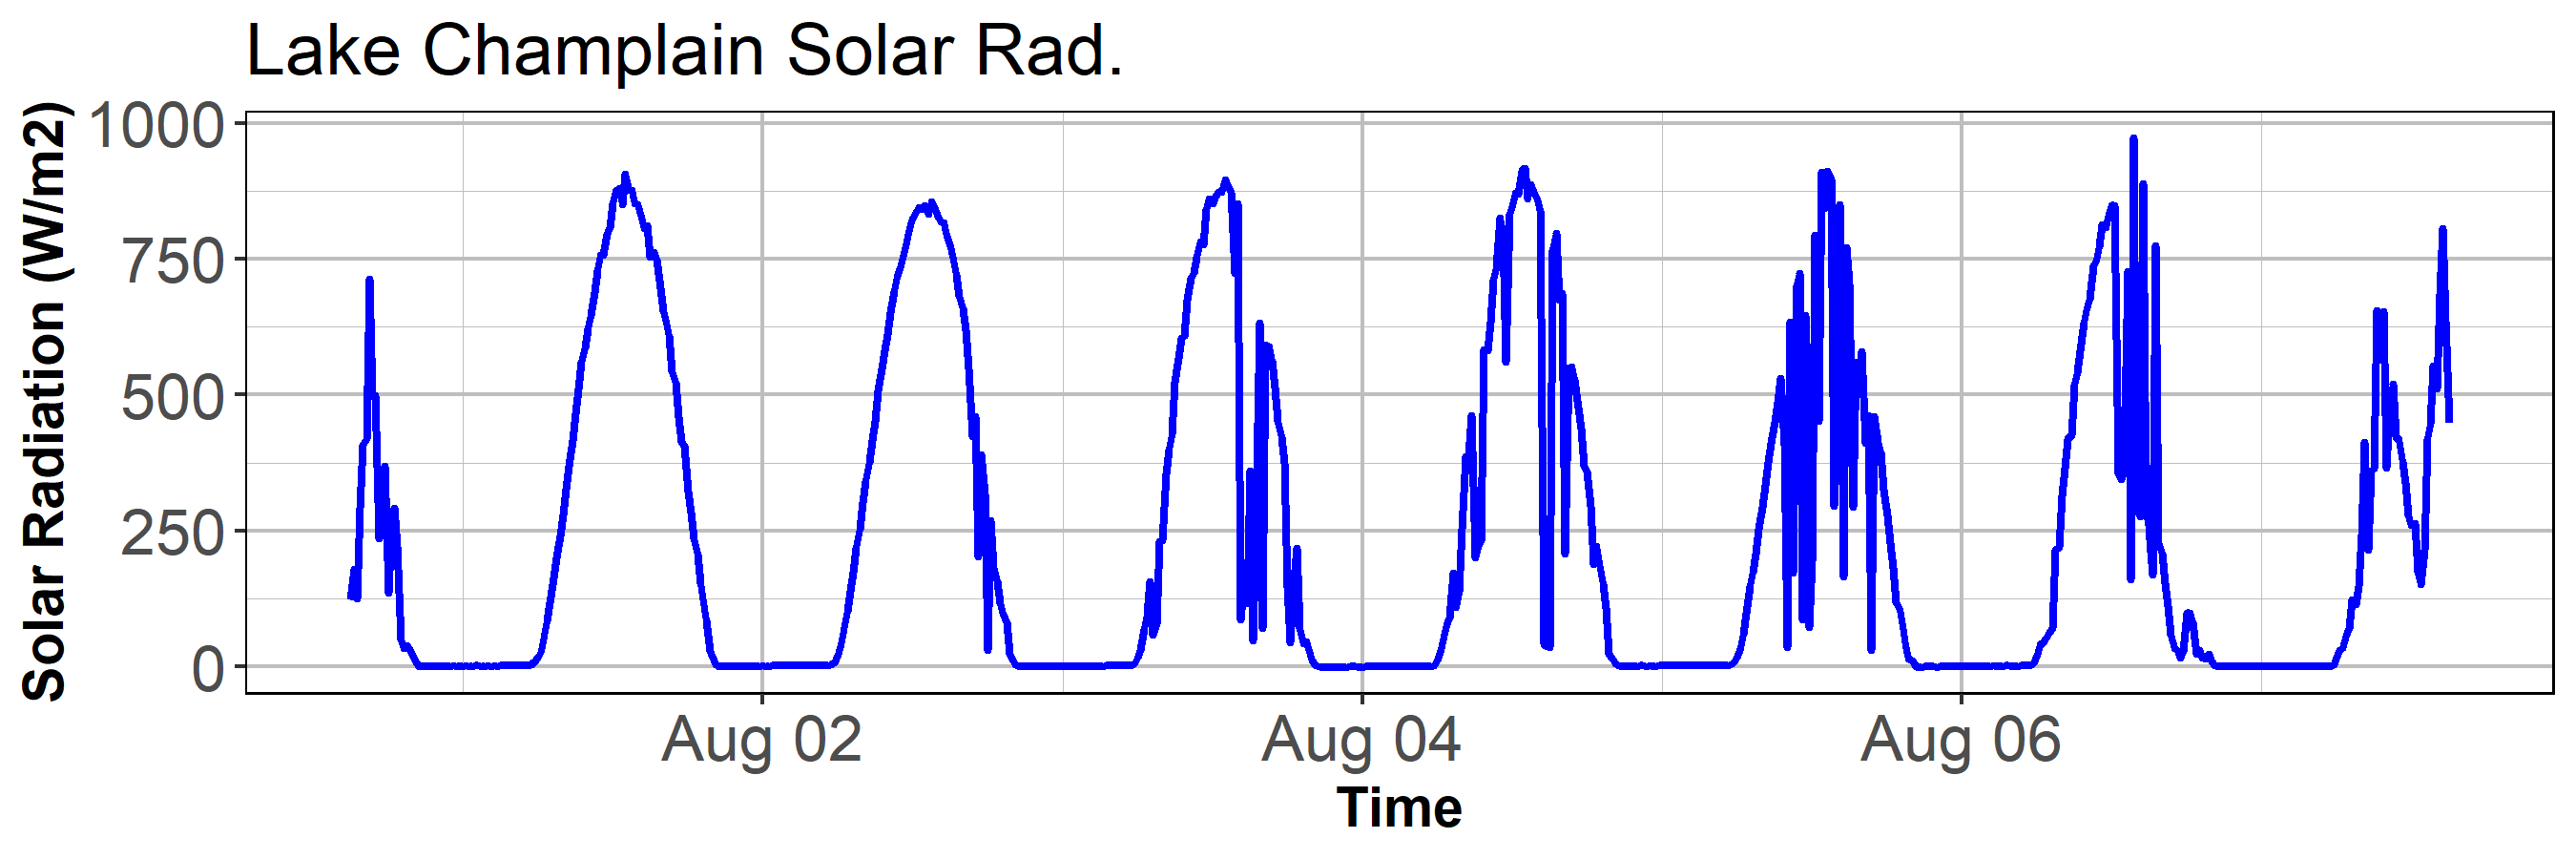 Lake Champlain Solar Rad.
Solar Radiation (W/m2)
1000
750
500
250
0
Aug 02 Aug 04 Aug 06
Time